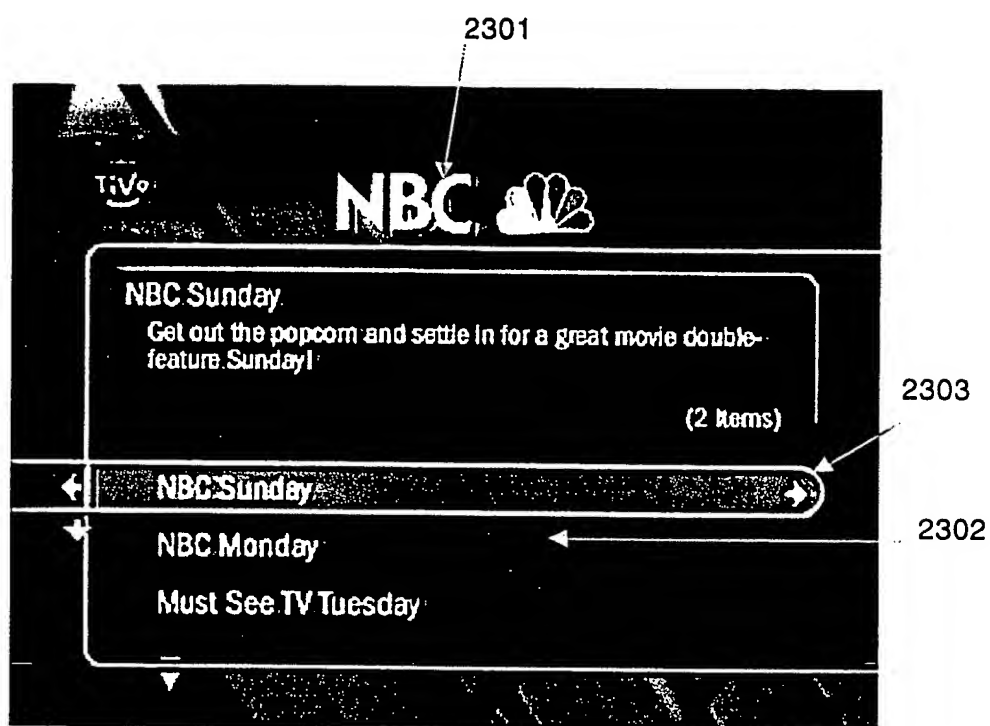 2301
TiVo
NBC
NBC Sunday
Get out the popcorn and settle in for a great movie double-
feature Sunday!
(2 Items)
2303
NBC Sunday
2302
NBC Monday
Must See TV Tuesday